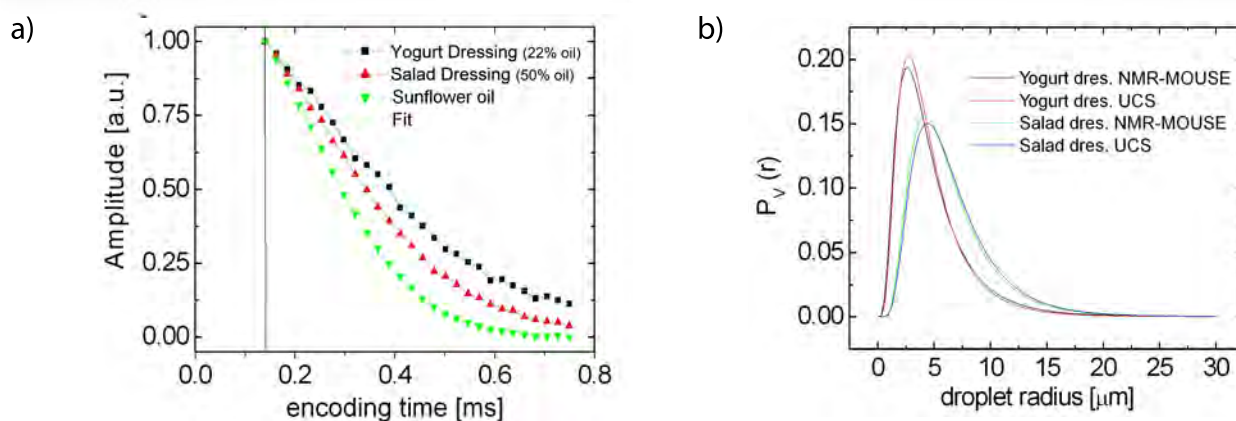 a)
1.00
0.75
0.50
0.25
0.00
Amplitude [a.u.]
Yogurt Dressing (22% oil)
Salad Dressing (50% oil)
Sunflower oil
Fit
0.0 0.2 0.4 0.6 0.8
encoding time [ms]
b)
0.20
0.15
0.10
0.05
0.00
P_V (r)
Yogurt dres. NMR-MOUSE
Yogurt dres. UCS
Salad dres. NMR-MOUSE
Salad dres. UCS
0 5 10 15 20 25 30
droplet radius [μm]